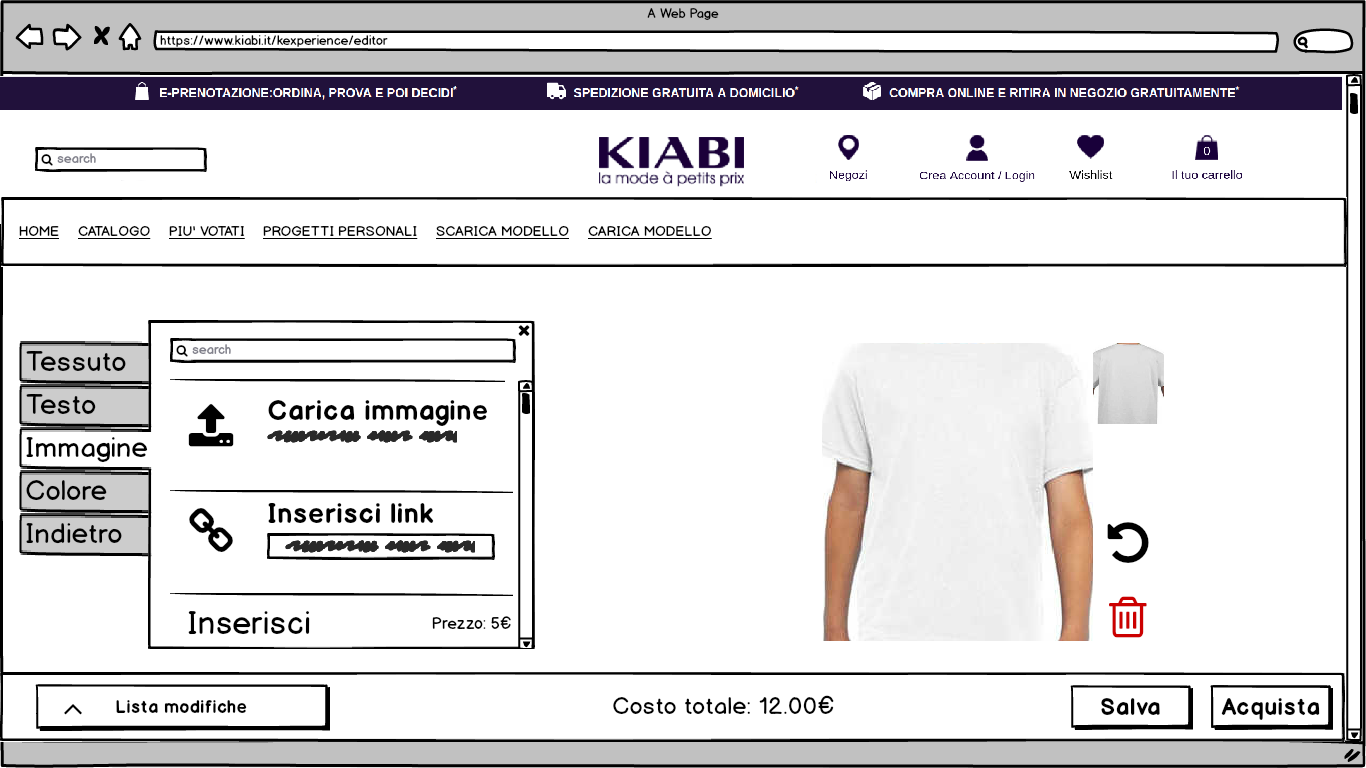 A Web Page
https://www.kiabi.it/kexperience/editor
E-PRENOTAZIONE:ORDINA, PROVA E POI DECIDI* SPEDIZIONE GRATUITA A DOMICILIO* COMPRA ONLINE E RITIRA IN NEGOZIO GRATUITAMENTE*
search
KIABI
la mode à petits prix
Negozi Crea Account / Login Wishlist 0 Il tuo carrello
HOME CATALOGO PIU' VOTATI PROGETTI PERSONALI SCARICA MODELLO CARICA MODELLO
Tessuto
Testo
Immagine
Colore
Indietro
search
Carica immagine
Inserisci link
Inserisci Prezzo: 5€
Lista modifiche Costo totale: 12.00€ Salva Acquista